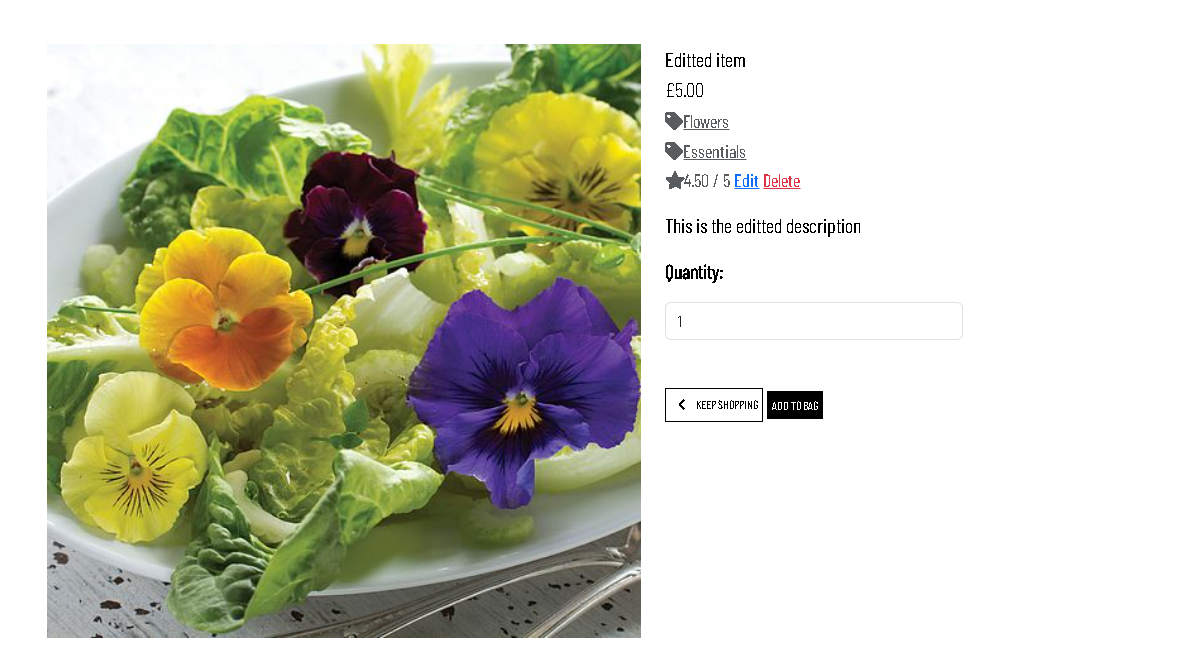 Editted item
£5.00
Flowers
Essentials
4.50 / 5 Edit Delete
This is the editted description
Quantity:
1
KEEP SHOPPING ADD TO BAG